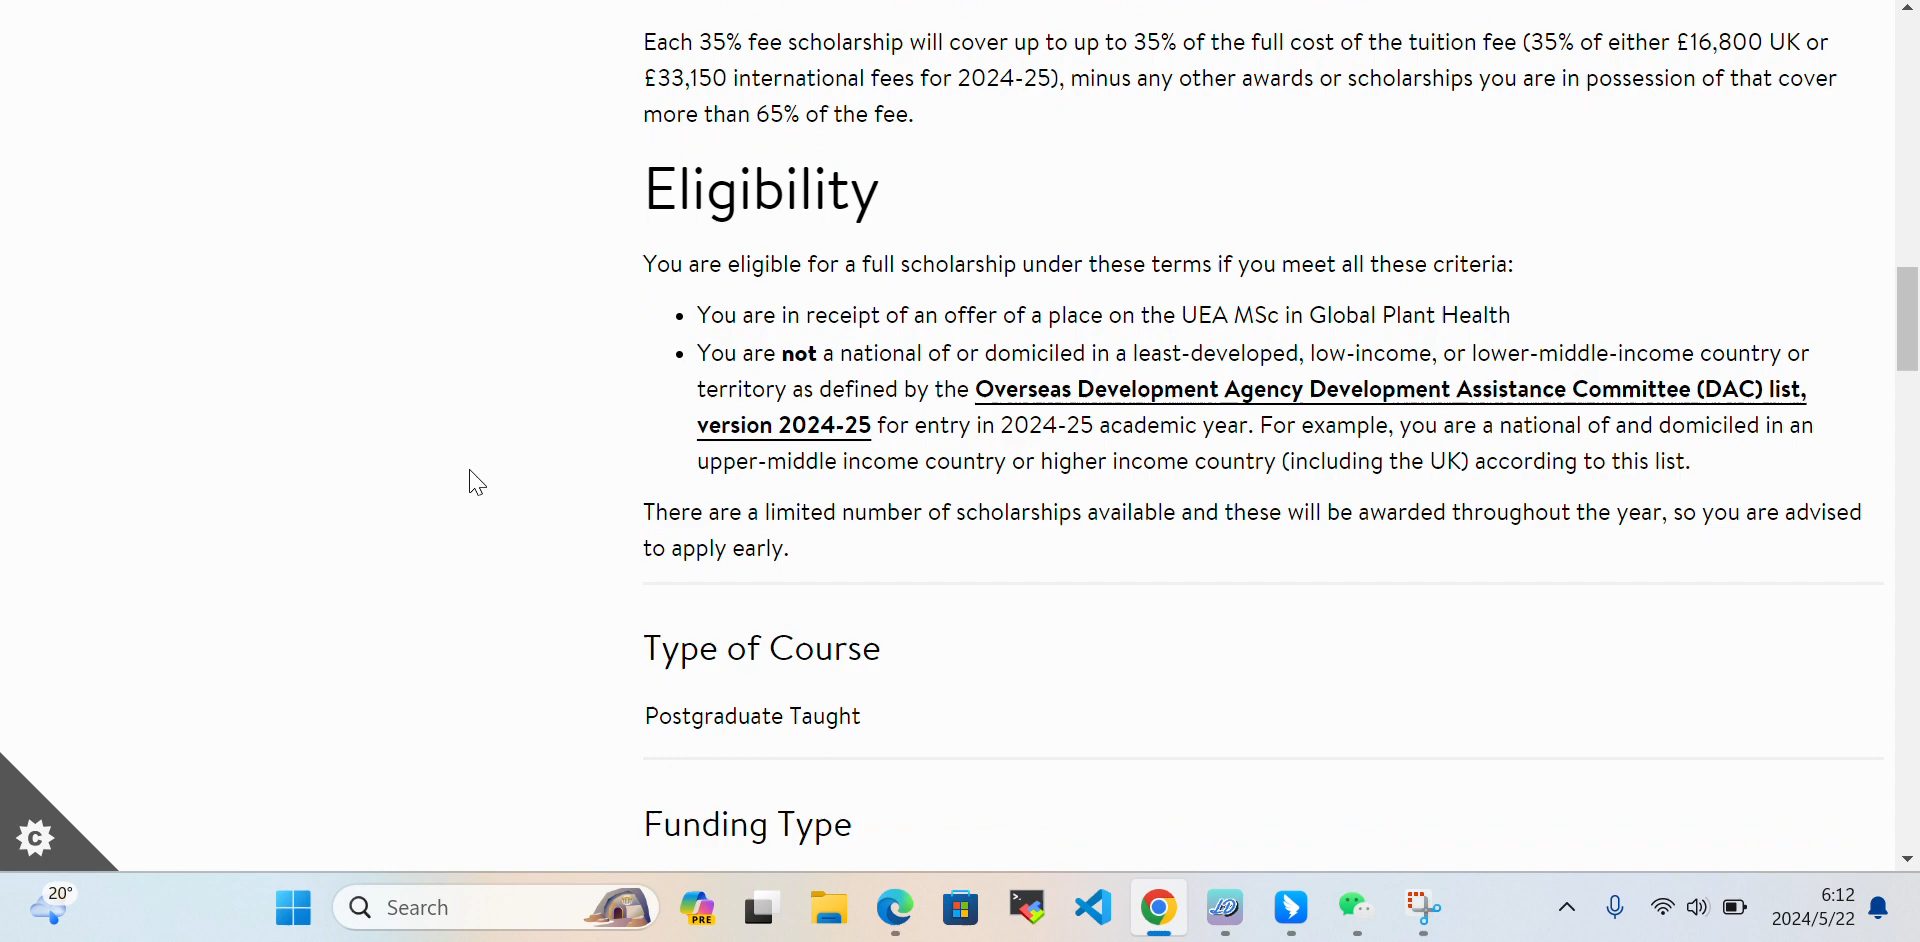 Each 35% fee scholarship will cover up to up to 35% of the full cost of the tuition fee (35% of either £16,800 UK or
£33,150 international fees for 2024-25), minus any other awards or scholarships you are in possession of that cover
more than 65% of the fee.
Eligibility
You are eligible for a full scholarship under these terms if you meet all these criteria:
• You are in receipt of an offer of a place on the UEA MSc in Global Plant Health
• You are not a national of or domiciled in a least-developed, low-income, or lower-middle-income country or
territory as defined by the Overseas Development Agency Development Assistance Committee (DAC) list,
version 2024-25 for entry in 2024-25 academic year. For example, you are a national of and domiciled in an
upper-middle income country or higher income country (including the UK) according to this list.
There are a limited number of scholarships available and these will be awarded throughout the year, so you are advised
to apply early.
Type of Course
Postgraduate Taught
Funding Type
C
20°
Search
PRE
LD
6:12
2024/5/22